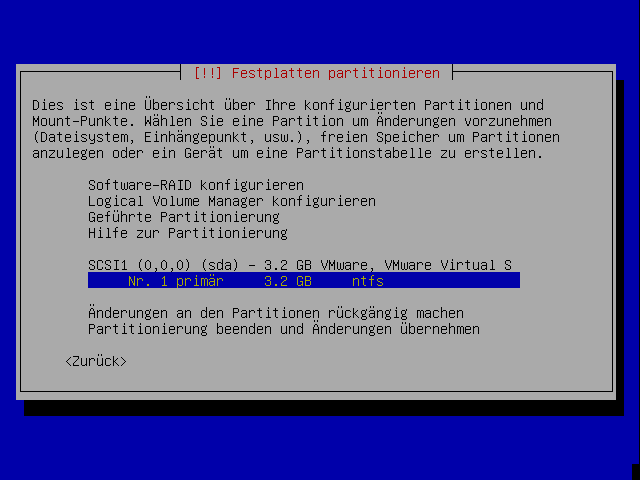 [!!] Festplatten partitionieren
Dies ist eine Übersicht über Ihre konfigurierten Partitionen und
Mount-Punkte. Wählen Sie eine Partition um Änderungen vorzunehmen
(Dateisystem, Einhängepunkt, usw.), freien Speicher um Partitionen
anzulegen oder ein Gerät um eine Partitionstabelle zu erstellen.
Software-RAID konfigurieren
Logical Volume Manager konfigurieren
Geführte Partitionierung
Hilfe zur Partitionierung
SCSI1 (0,0,0) (sda) - 3.2 GB VMware, VMware Virtual S
Nr. 1 primär 3.2 GB ntfs
Änderungen an den Partitionen rückgängig machen
Partitionierung beenden und Änderungen übernehmen
<Zurück>